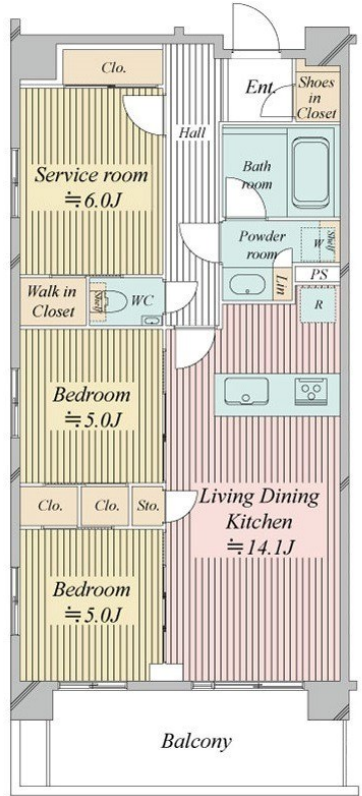 Clo.
Ent.
Shoes
in
Closet
Hall
Service room
≒6.0J
Bath
room
Powder
room
W
Shelf
Lin
PS
R
Walk in
Closet
Shelf
WC
Bedroom
≒5.0J
Clo.
Clo.
Sto.
Living Dining
Kitchen
≒14.1J
Bedroom
≒5.0J
Balcony